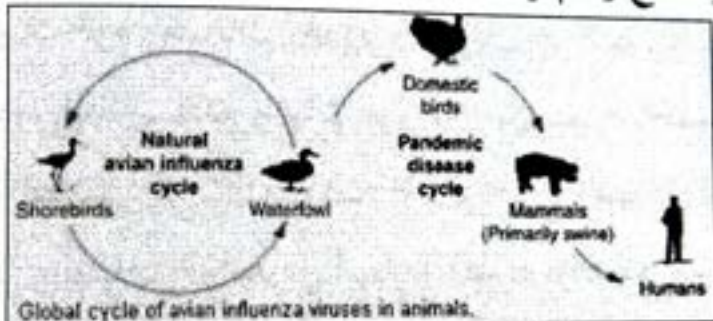 Domestic
birds
Natural
avian influenza
cycle
Pandemic
disease
cycle
Shorebirds
Waterfowl
Mammals
(Primarily swine)
Humans
Global cycle of avian influenza viruses in animals.